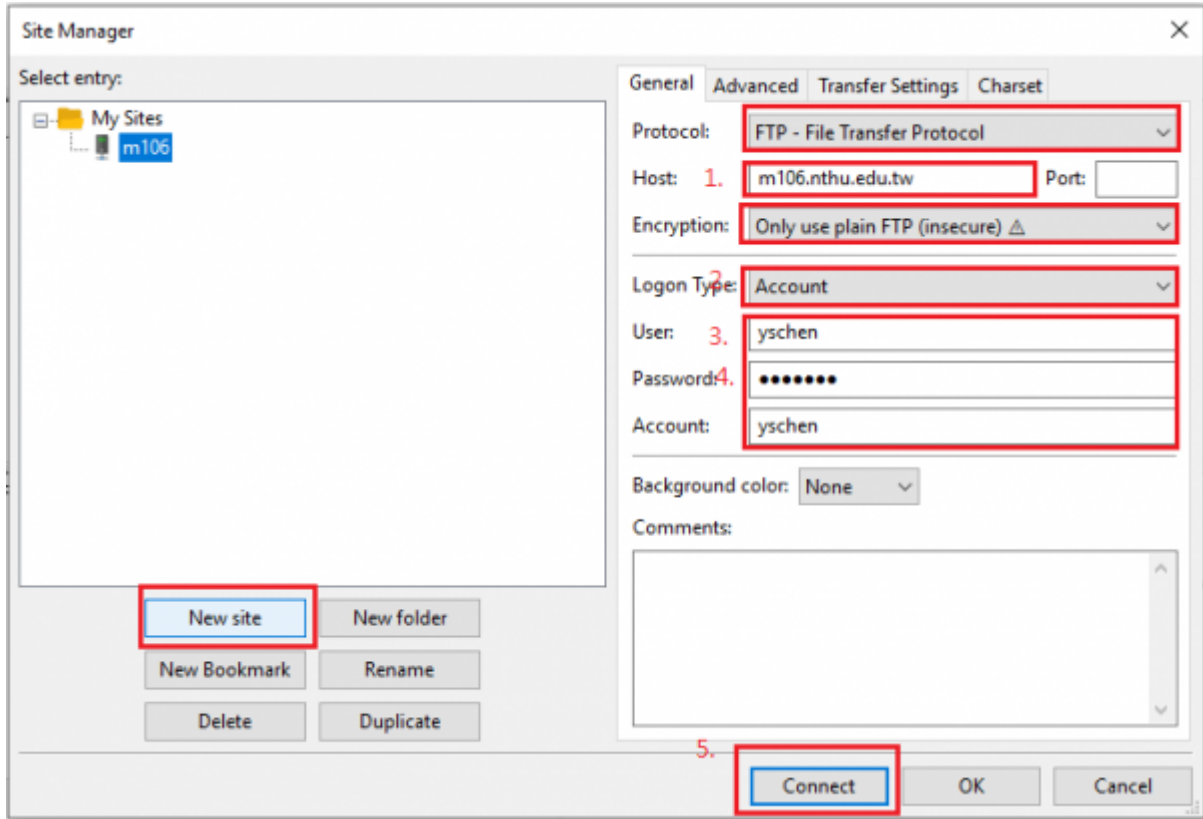 Site Manager
Select entry:
My Sites
m106
New site
New folder
New Bookmark
Rename
Delete
Duplicate
General Advanced Transfer Settings Charset
Protocol: FTP - File Transfer Protocol
Host: 1. m106.nthu.edu.tw Port:
Encryption: Only use plain FTP (insecure) ⚠
Logon Type: 2. Account
User: 3. yschen
Password: 4. •••••••
Account: yschen
Background color: None
Comments:
5.
Connect OK Cancel